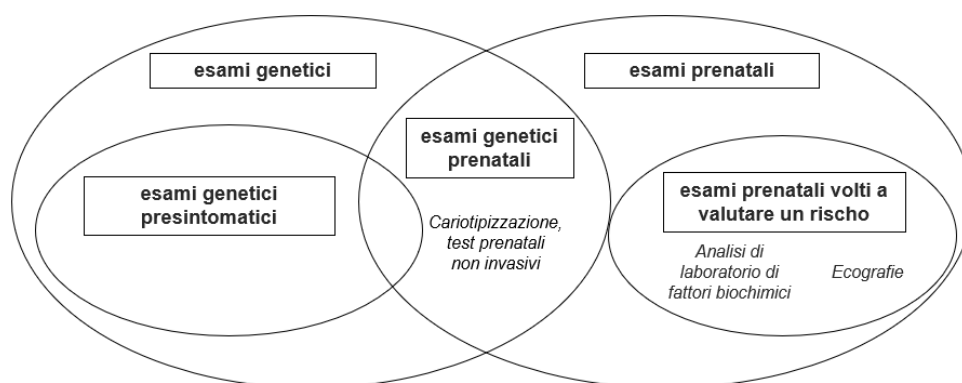 esami genetici
esami prenatali
esami genetici
prenatali
esami genetici
presintomatici
esami prenatali volti a
valutare un rischo
Cariotipizzazione,
test prenatali
non invasivi
Analisi di
laboratorio di
fattori biochimici
Ecografie